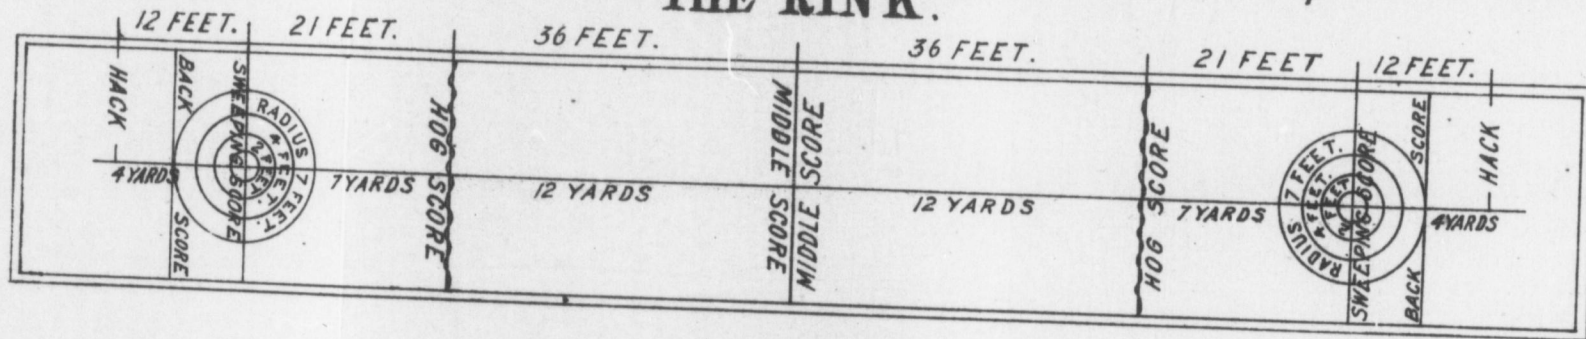 THE RINK.
12 FEET. 21 FEET. 36 FEET. 36 FEET. 21 FEET 12 FEET.
HACK
BACK SCORE
SWEEPING SCORE
RADIUS 7 FEET.
4 FEET.
2 FEET.
HOG SCORE
MIDDLE SCORE
MIDDLE SCORE
HOG SCORE
RADIUS 7 FEET.
4 FEET.
2 FEET
SWEEPING SCORE
BACK SCORE
HACK
4 YARDS 7 YARDS 12 YARDS 12 YARDS 7 YARDS 4 YARDS